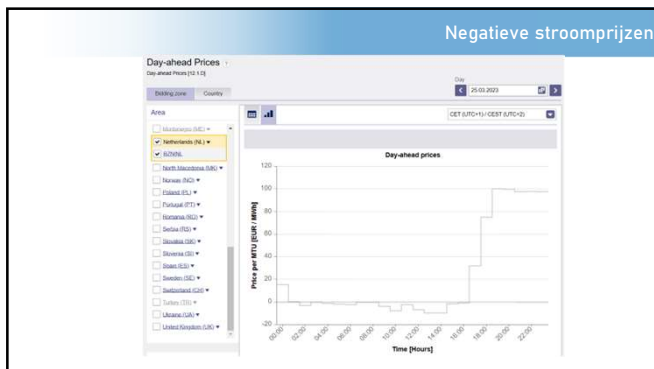 Negatieve stroomprijzen
Day-ahead Prices
Day-ahead Prices [12.1.D]
Day
25.03.2023
Bidding zone Country
Area
CET (UTC+1) / CEST (UTC+2)
Montenegro (ME)
Netherlands (NL)
BZN|NL
North Macedonia (MK)
Norway (NO)
Poland (PL)
Portugal (PT)
Romania (RO)
Serbia (RS)
Slovakia (SK)
Slovenia (SI)
Spain (ES)
Sweden (SE)
Switzerland (CH)
Turkey (TR)
Ukraine (UA)
United Kingdom (UK)
Day-ahead prices
Price per MTU [EUR / MWh]
120
100
80
60
40
20
0
-20
00:00 02:00 04:00 06:00 08:00 10:00 12:00 14:00 16:00 18:00 20:00 22:00
Time [Hours]